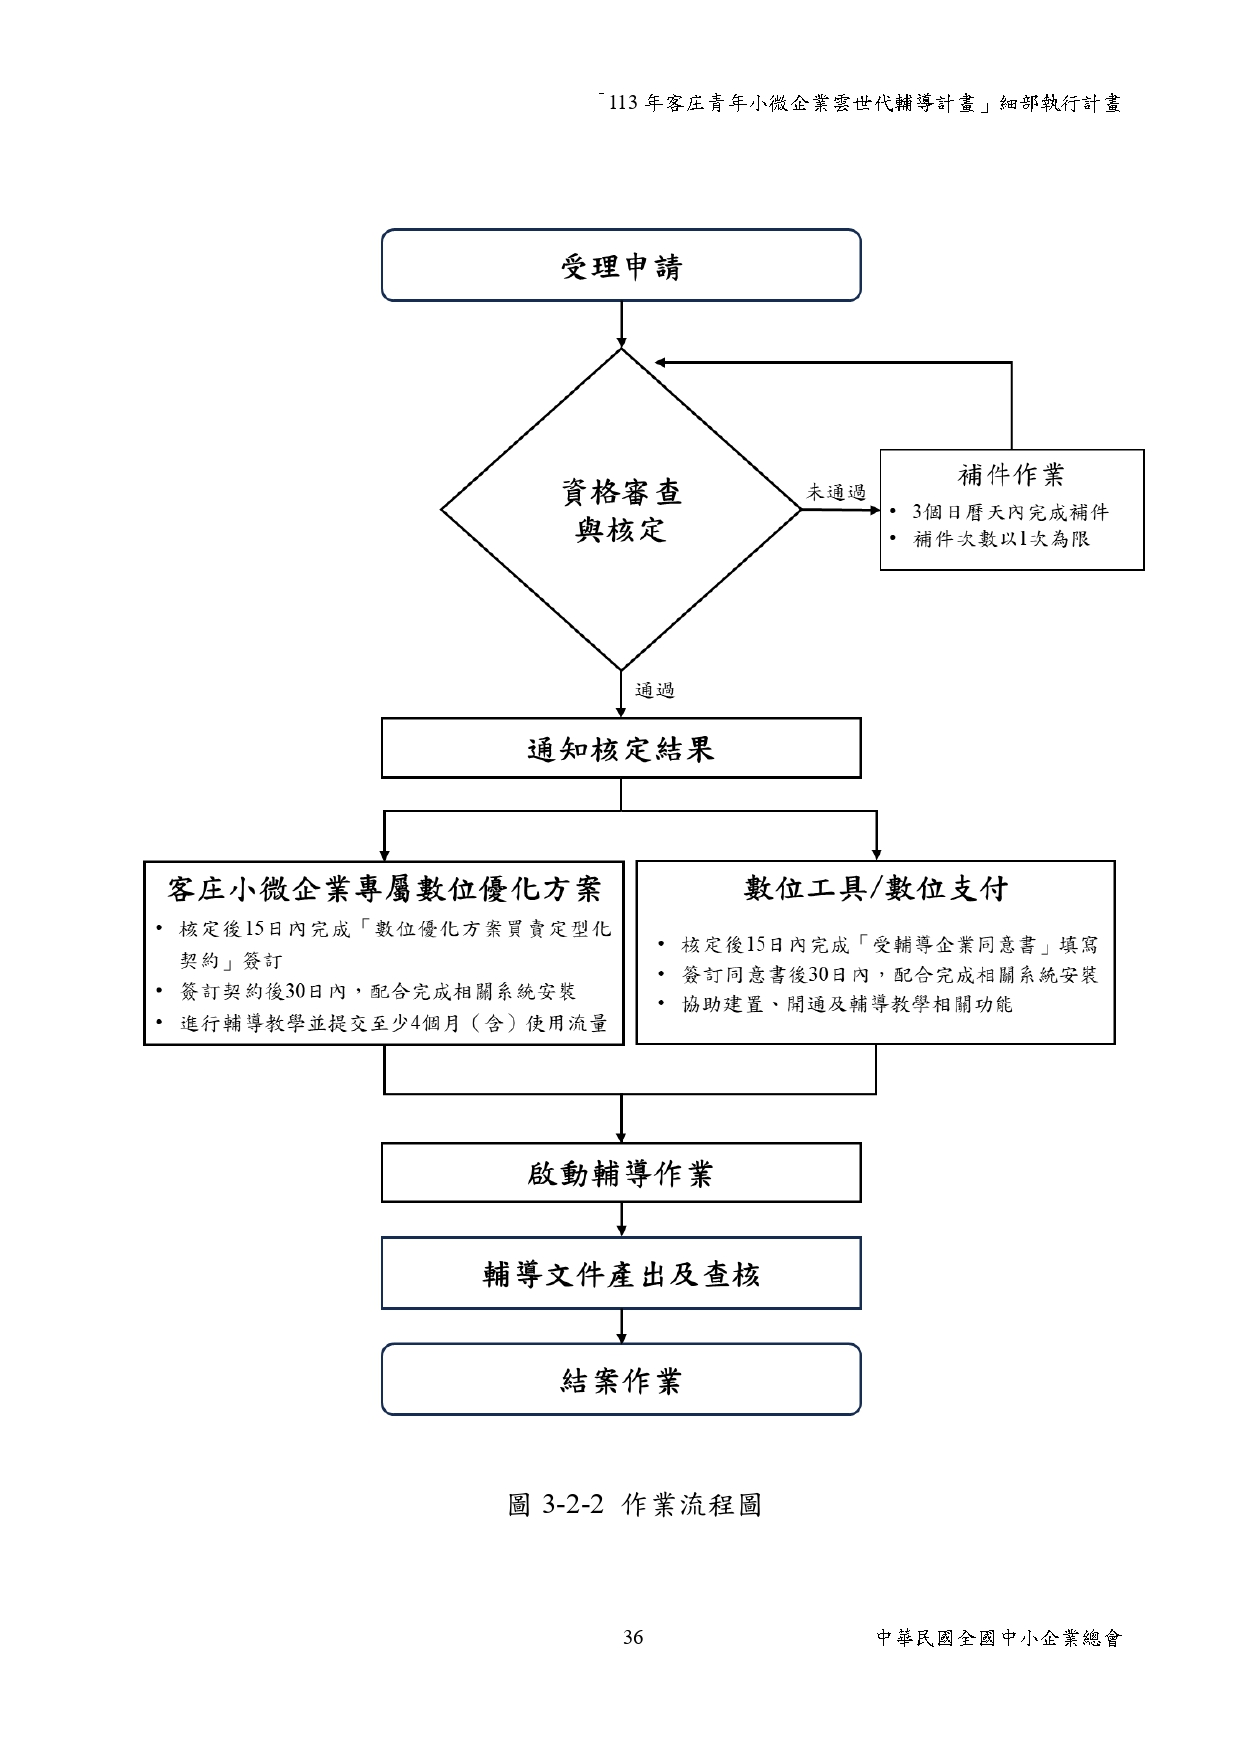 「113 年客庄青年小微企業雲世代輔導計畫」細部執行計畫
受理申請
資格審查
與核定
未通過
補件作業
• 3個日曆天內完成補件
• 補件次數以1次為限
通過
通知核定結果
客庄小微企業專屬數位優化方案
• 核定後15日內完成「數位優化方案買賣定型化
契約」簽訂
• 簽訂契約後30日內，配合完成相關系統安裝
• 進行輔導教學並提交至少4個月（含）使用流量
數位工具/數位支付
• 核定後15日內完成「受輔導企業同意書」填寫
• 簽訂同意書後30日內，配合完成相關系統安裝
• 協助建置、開通及輔導教學相關功能
啟動輔導作業
輔導文件產出及查核
結案作業
圖 3-2-2 作業流程圖
36
中華民國全國中小企業總會